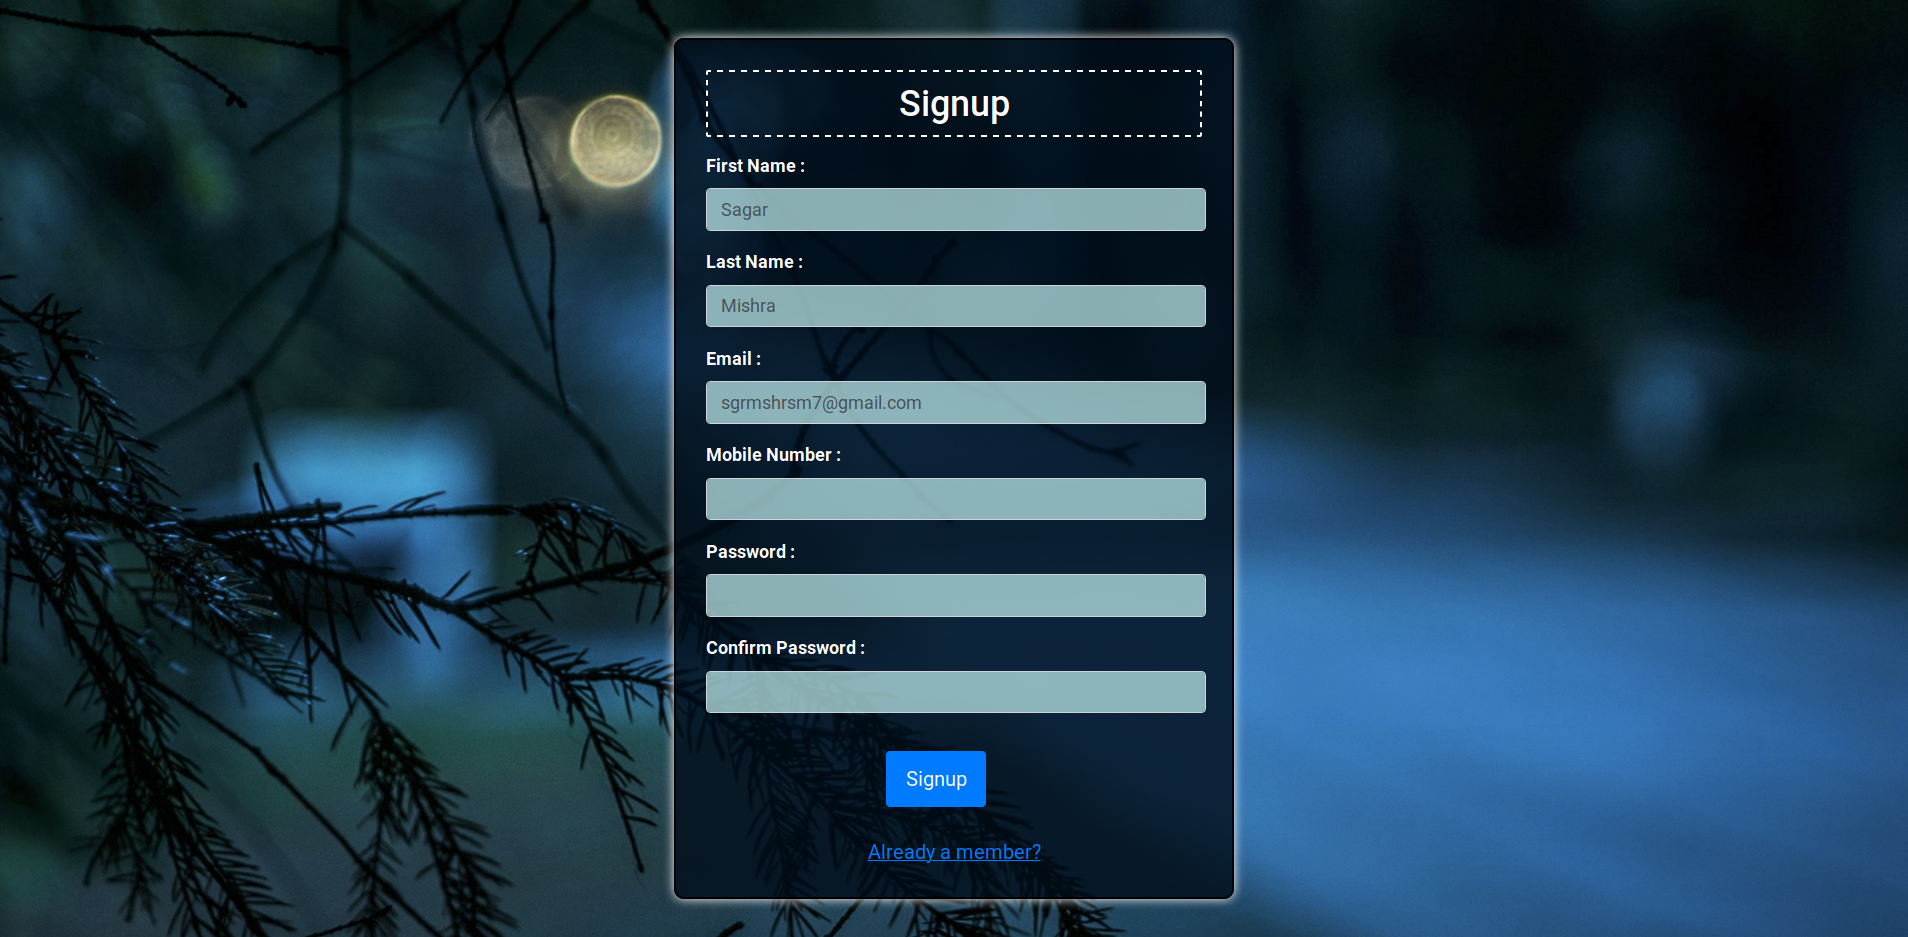 Signup
First Name :
Sagar
Last Name :
Mishra
Email :
sgrmshrsm7@gmail.com
Mobile Number :
Password :
Confirm Password :
Signup
Already a member?